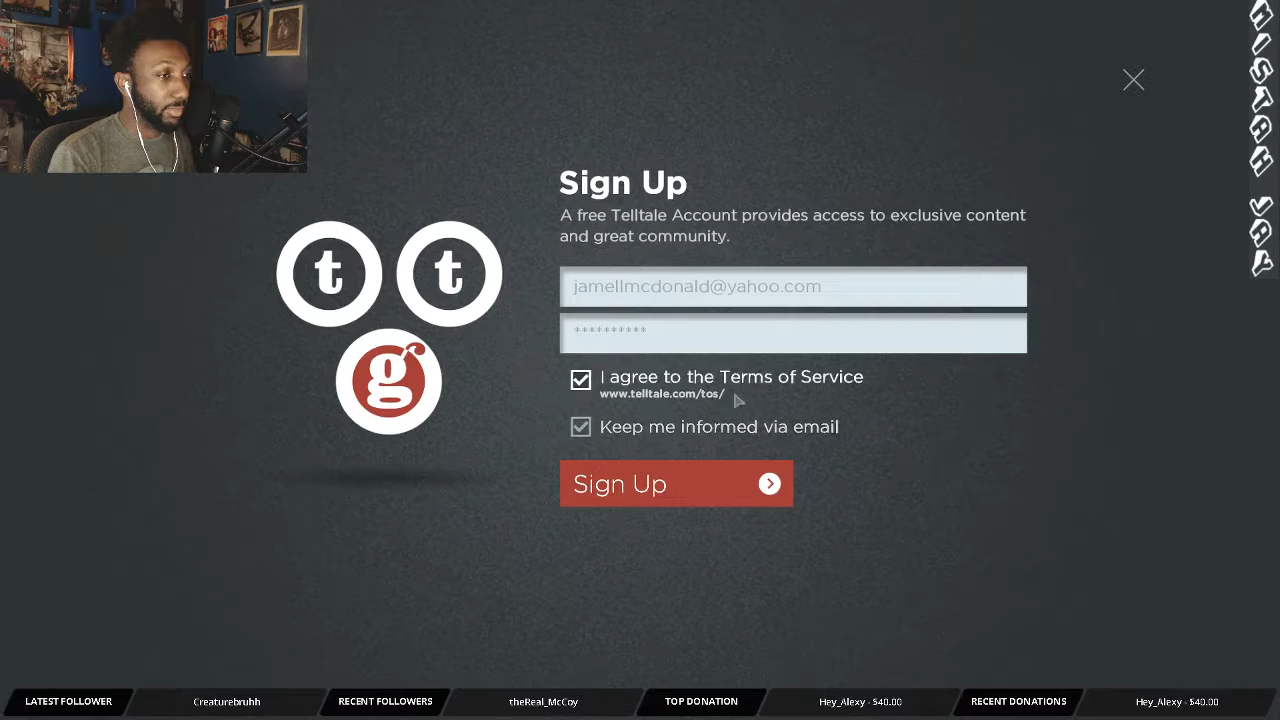 MISTAH JAY
Sign Up
A free Telltale Account provides access to exclusive content
and great community.
t t
g
jamellmcdonald@yahoo.com
**********
I agree to the Terms of Service
www.telltale.com/tos/
Keep me informed via email
Sign Up
LATEST FOLLOWER Creaturebruhh RECENT FOLLOWERS theReal_McCoy TOP DONATION Hey_Alexy - $40.00 RECENT DONATIONS Hey_Alexy - $40.00